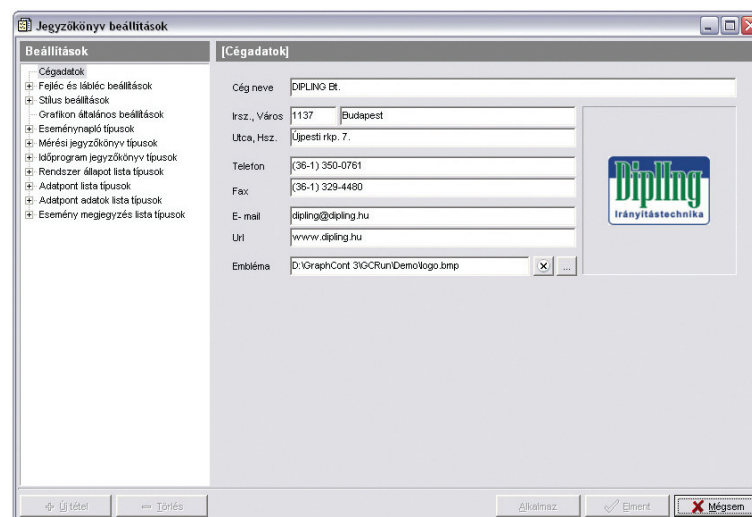 Jegyzőkönyv beállítások
Beállítások
Cégadatok
Fejléc és lábléc beállítások
Stílus beállítások
Grafikon általános beállítások
Eseménynapló típusok
Mérési jegyzőkönyv típusok
Időprogram jegyzőkönyv típusok
Rendszer állapot lista típusok
Adatpont lista típusok
Adatpont adatok lista típusok
Esemény megjegyzés lista típusok
[Cégadatok]
Cég neve DIPLING Bt.
Irsz., Város 1137 Budapest
Utca, Hsz. Újpesti rkp. 7.
Telefon (36-1) 350-0761
Fax (36-1) 329-4480
E- mail dipling@dipling.hu
Url www.dipling.hu
Embléma D:\GraphCont 3\GCRun\Demo\logo.bmp ...
DiplIng
Irányítástechnika
Új tétel Törlés Alkalmaz Elment Mégsem